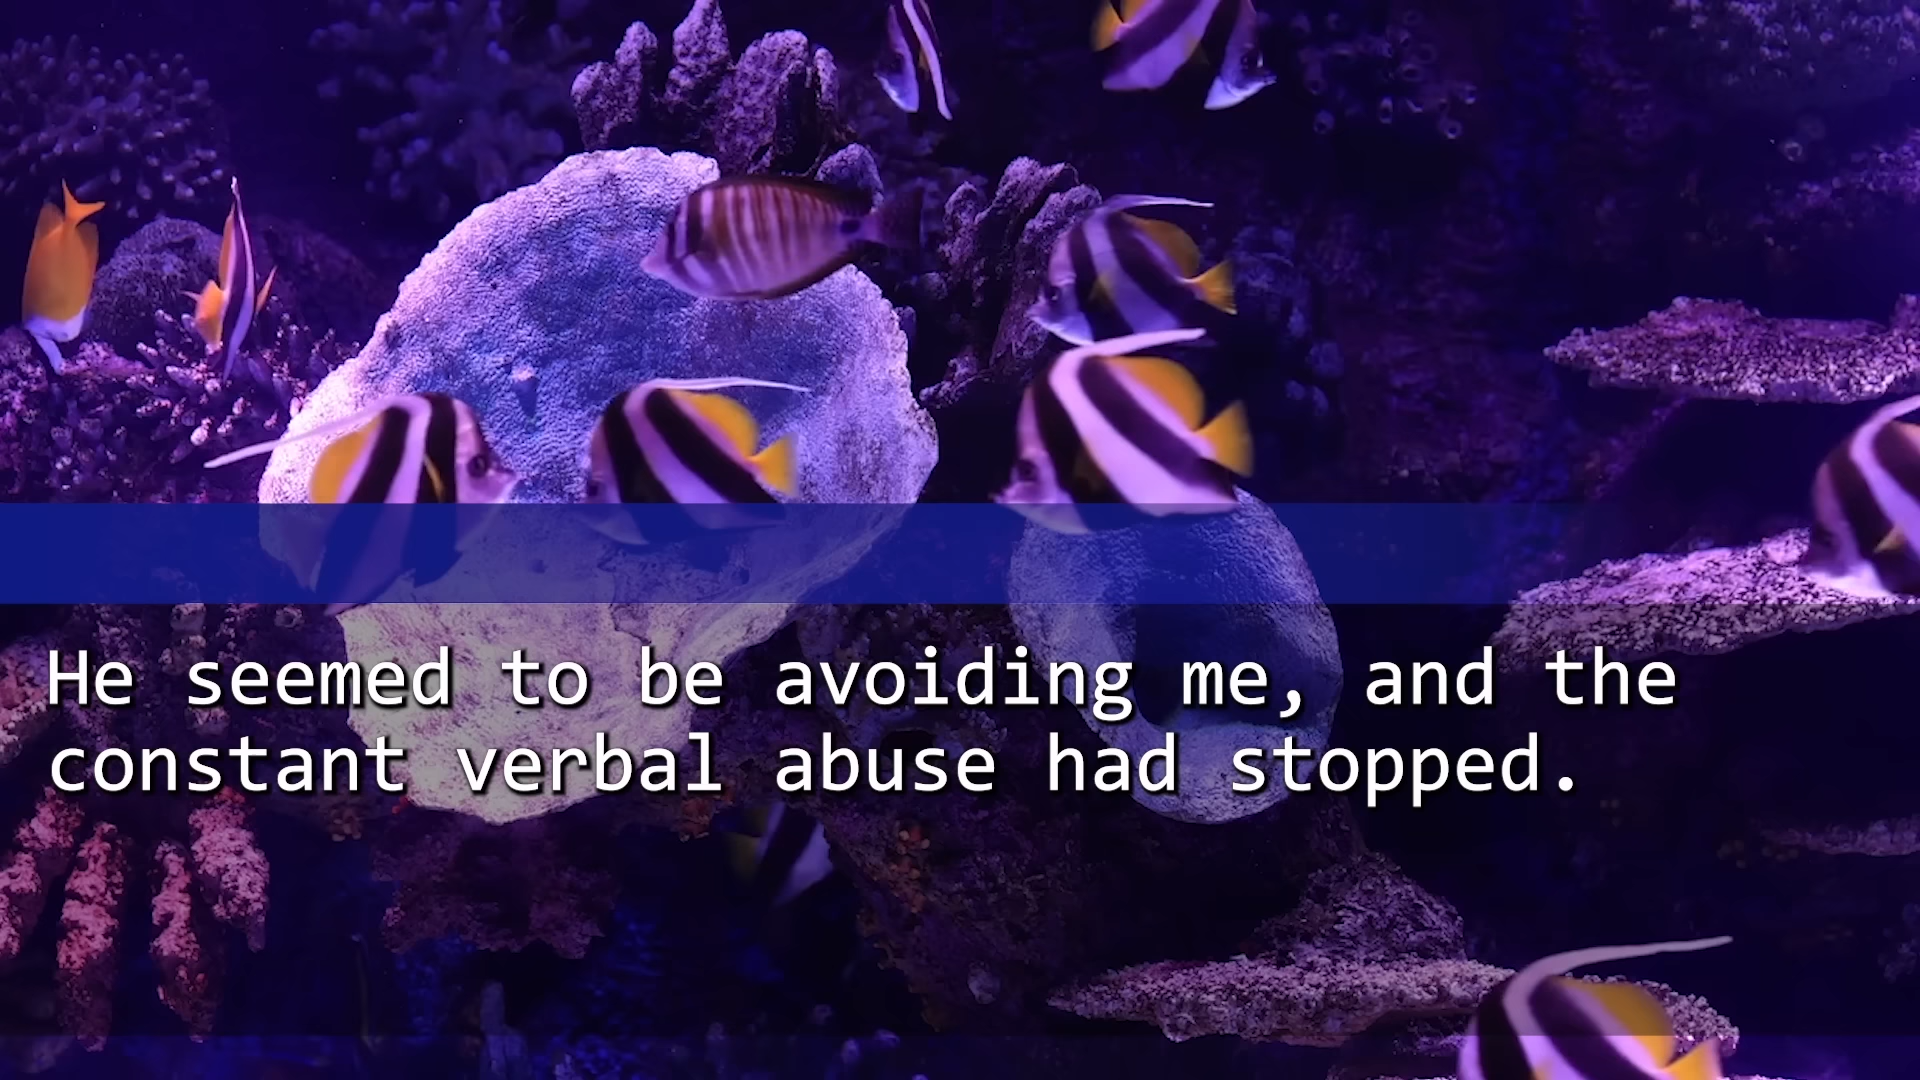 He seemed to be avoiding me, and the
constant verbal abuse had stopped.